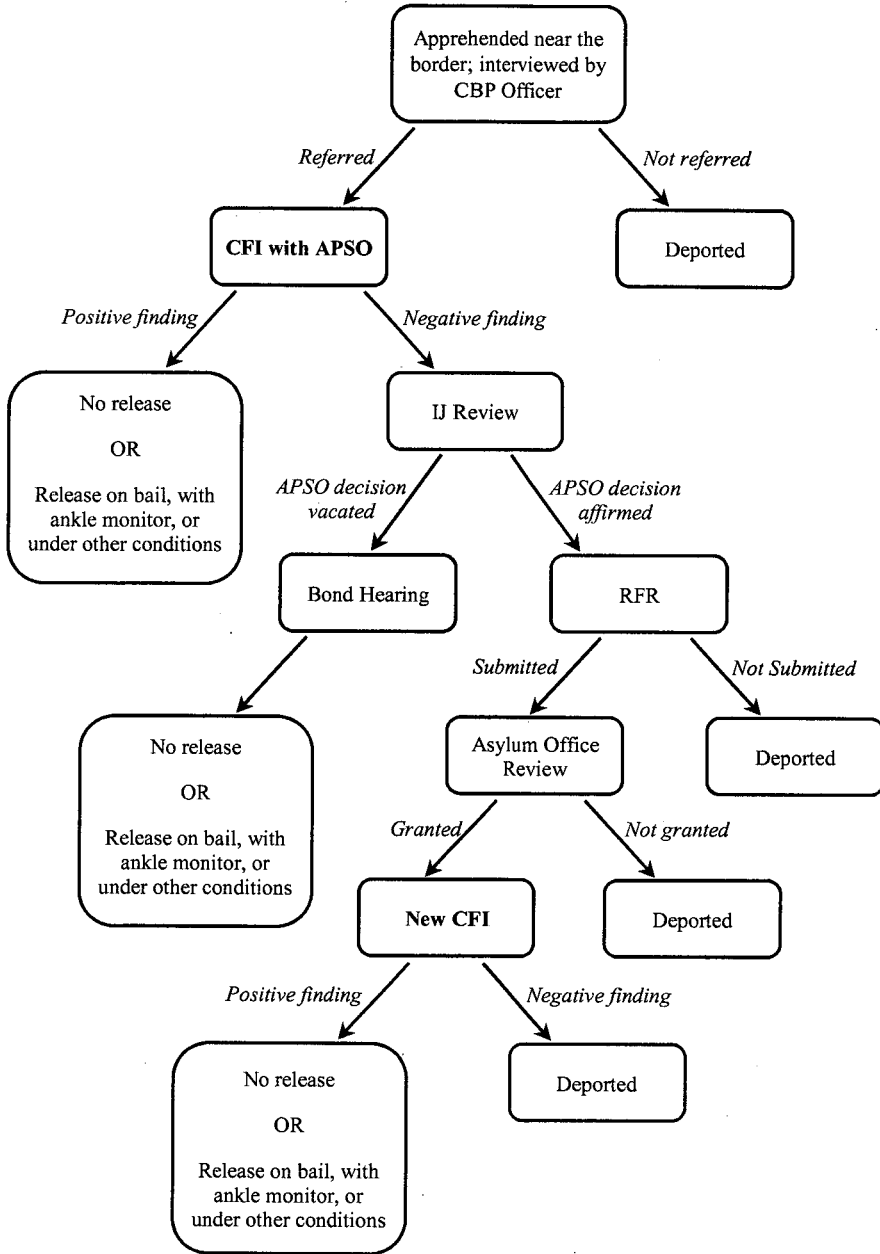 Apprehended near the
border; interviewed by
CBP Officer
Referred
Not referred
CFI with APSO
Deported
Positive finding
Negative finding
No release
OR
Release on bail, with
ankle monitor, or
under other conditions
IJ Review
APSO decision
vacated
APSO decision
affirmed
Bond Hearing
RFR
Submitted
Not Submitted
No release
OR
Release on bail, with
ankle monitor, or
under other conditions
Asylum Office
Review
Deported
Granted
Not granted
New CFI
Deported
Positive finding
Negative finding
No release
OR
Release on bail, with
ankle monitor, or
under other conditions
Deported